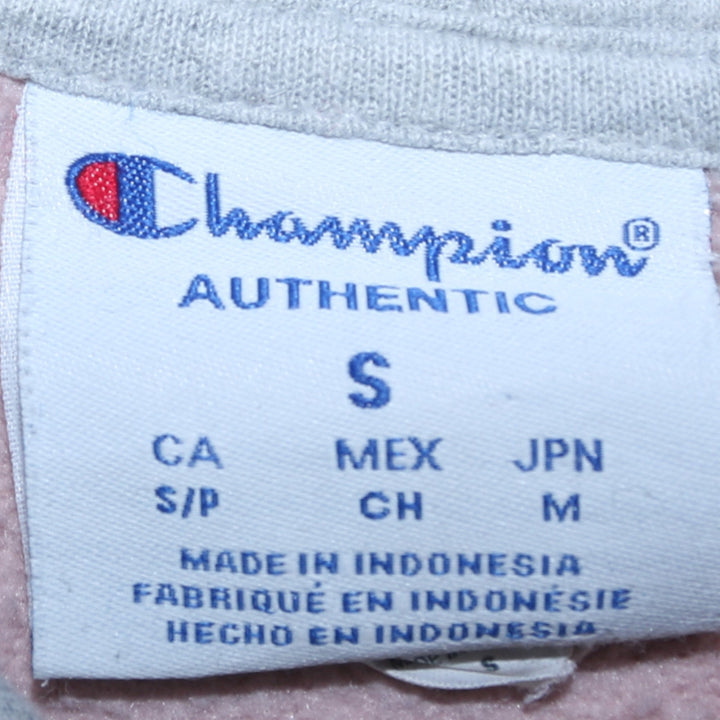 Champion®
AUTHENTIC
S
CA MEX JPN
S/P CH M
MADE IN INDONESIA
FABRIQUÉ EN INDONÉSIE
HECHO EN INDONESIA
S